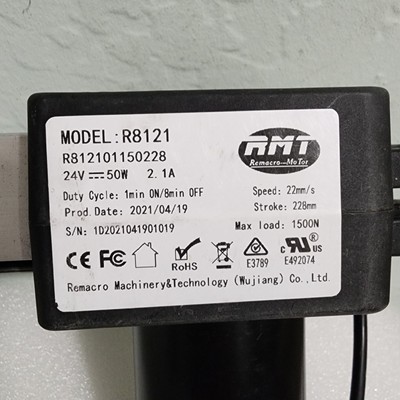 MODEL:R8121
R812101150228
24V⎓50W 2.1A
RMT
Remacro-MoTor
Duty Cycle: 1min ON/8min OFF
Speed: 22mm/s
Prod.Date: 2021/04/19
Stroke: 228mm
S/N: 1D2021041901019
Max load: 1500N
CE FC RoHS E3789 c RU US E492074
Remacro Machinery&Technology (Wujiang) Co.,Ltd.